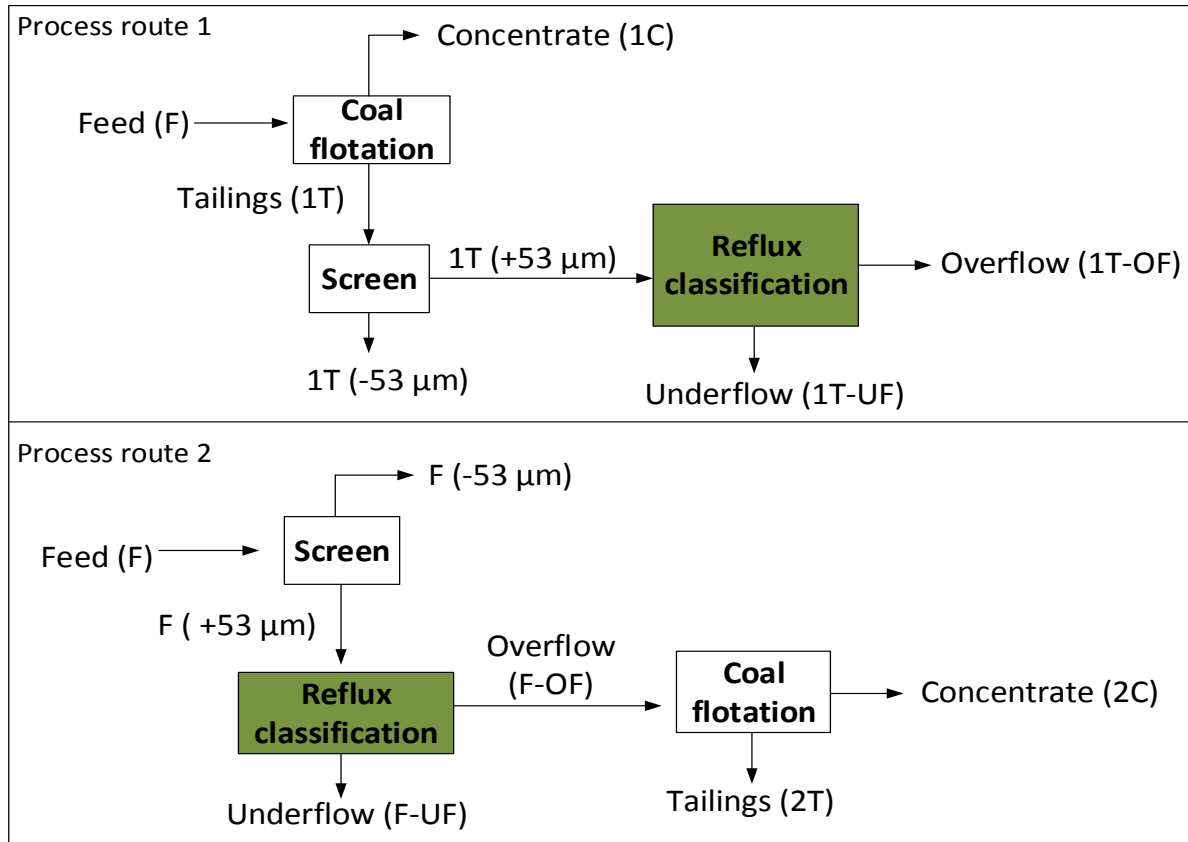 Process route 1
Concentrate (1C)
Feed (F)
Coal
flotation
Tailings (1T)
Screen
1T (+53 µm)
Reflux
classification
Overflow (1T-OF)
1T (-53 µm)
Underflow (1T-UF)
Process route 2
F (-53 µm)
Feed (F)
Screen
F ( +53 µm)
Reflux
classification
Overflow
(F-OF)
Coal
flotation
Concentrate (2C)
Underflow (F-UF)
Tailings (2T)